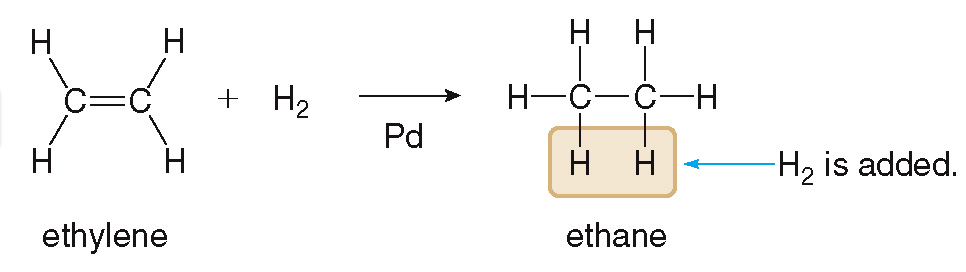 H H H H
C=C + H₂ Pd H—C—C—H
H H H H H₂ is added.
ethylene ethane